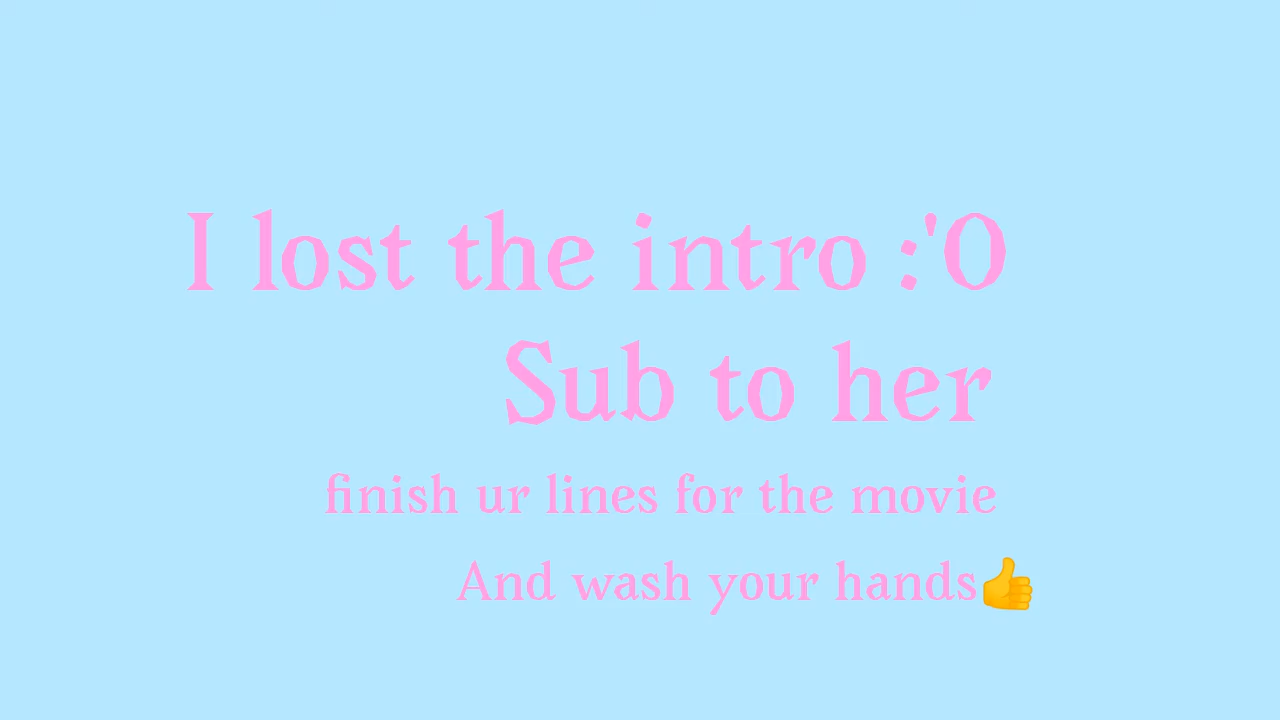 I lost the intro :'O
Sub to her
finish ur lines for the movie
And wash your hands👍